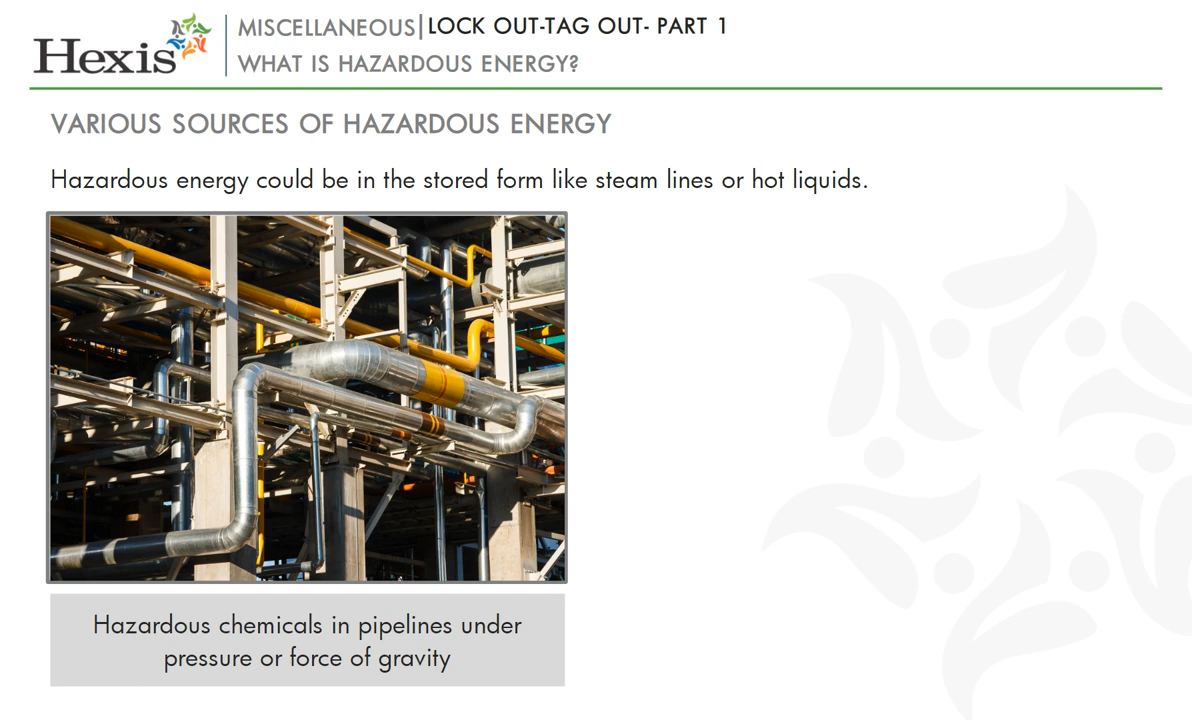 Hexis
MISCELLANEOUS| LOCK OUT-TAG OUT- PART 1
WHAT IS HAZARDOUS ENERGY?
VARIOUS SOURCES OF HAZARDOUS ENERGY
Hazardous energy could be in the stored form like steam lines or hot liquids.
Hazardous chemicals in pipelines under
pressure or force of gravity